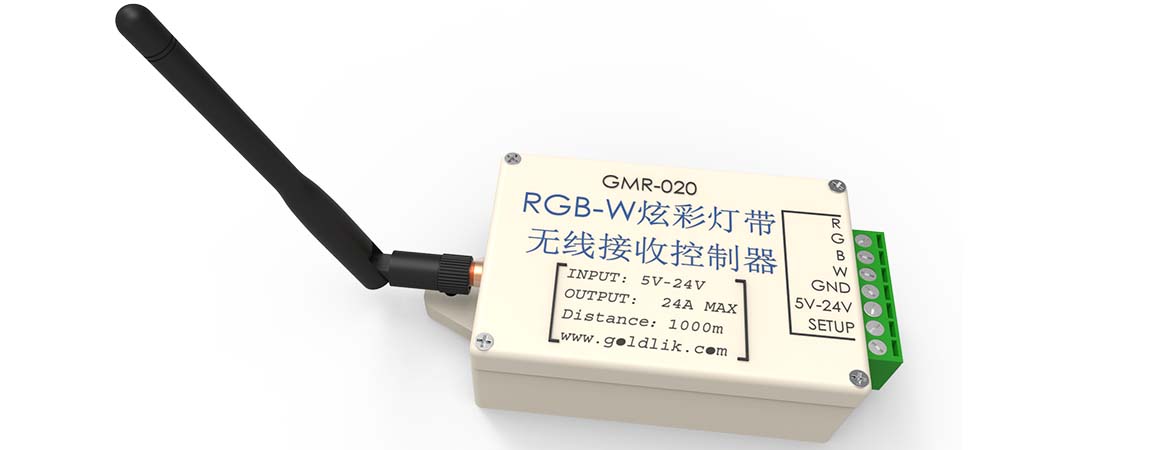 GMR-020
RGB-W炫彩灯带
无线接收控制器
INPUT: 5V-24V
OUTPUT: 24A MAX
Distance: 1000m
www.goldlik.com
R
G
B
W
GND
5V-24V
SETUP